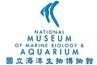 NATIONAL
MUSEUM
OF MARINE BIOLOGY &
AQUARIUM
國立海洋生物博物館